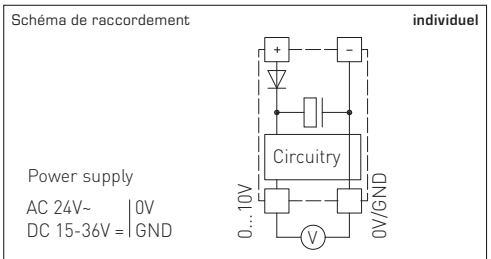 Schéma de raccordement
individuel
+ −
Circuitry
Power supply
AC 24V~ | 0V
DC 15-36V = | GND
0...10V
0V/GND
V